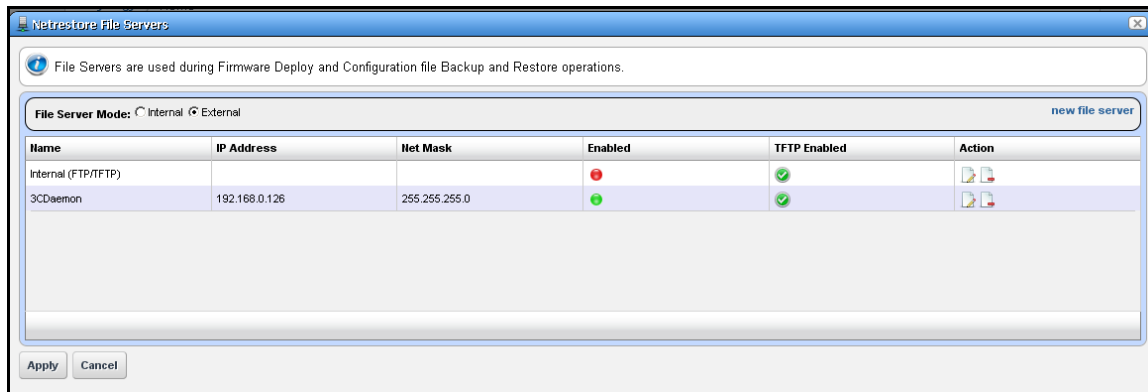 Netrestore File Servers
File Servers are used during Firmware Deploy and Configuration file Backup and Restore operations.
File Server Mode: Internal External new file server
Name IP Address Net Mask Enabled TFTP Enabled Action
Internal (FTP/TFTP)
3CDaemon 192.168.0.126 255.255.255.0
Apply Cancel